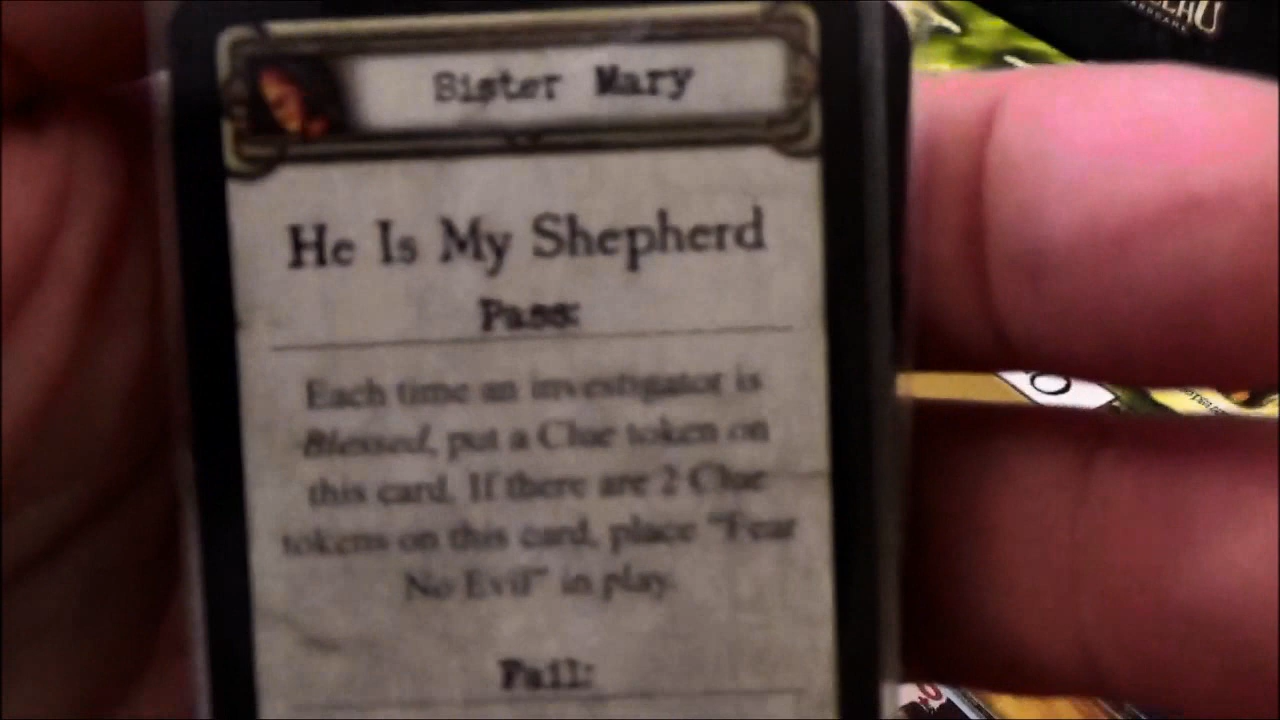 Sister Mary
He Is My Shepherd
Pass:
Each time an investigator is
Blessed, put a Clue token on
this card. If there are 2 Clue
tokens on this card, place "Fear
No Evil" in play.
Fail: